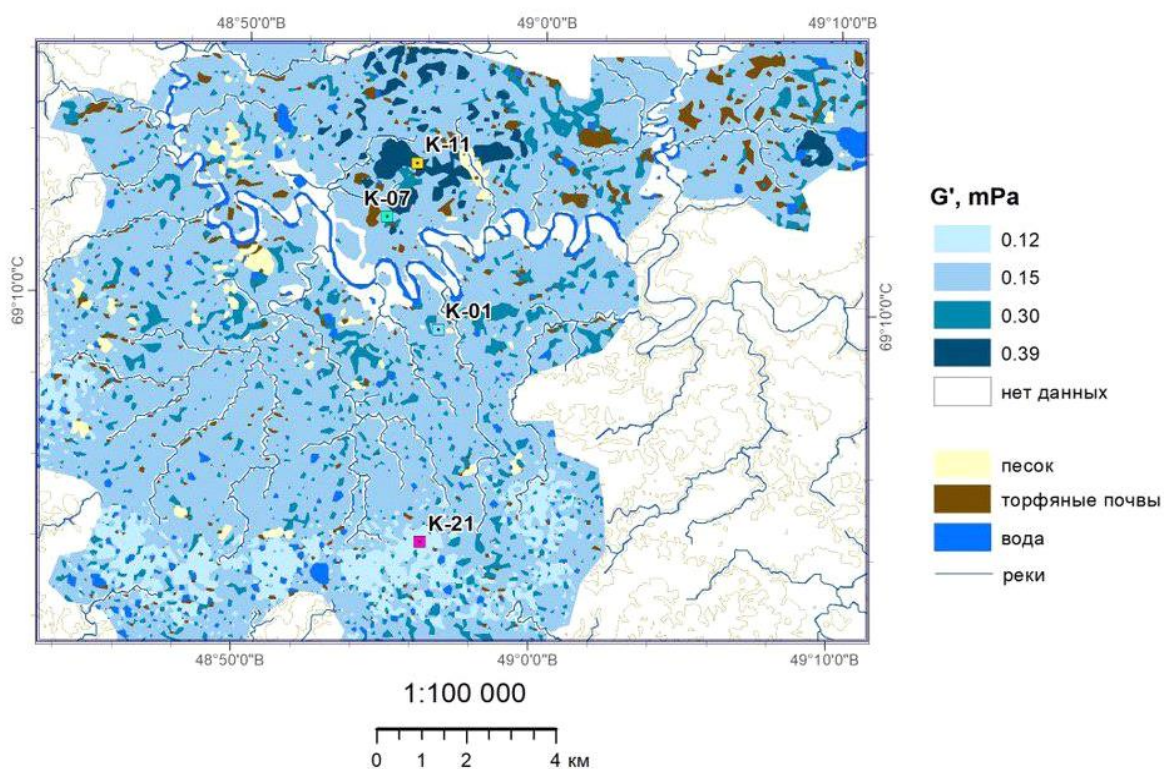 48°50'0"В 49°0'0"В 49°10'0"В
K-11
K-07
K-01
K-21
69°10'0"С
69°10'0"С
48°50'0"В 49°0'0"В 49°10'0"В
1:100 000
0 1 2 4 км
G', mPa
0.12
0.15
0.30
0.39
нет данных
песок
торфяные почвы
вода
реки